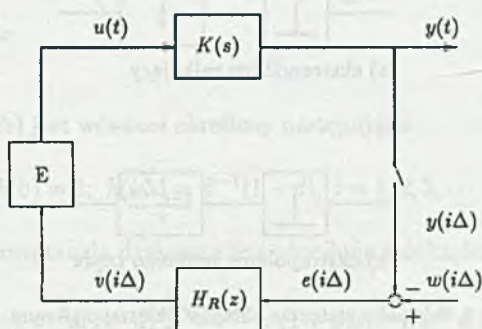 u(t)
K(s)
y(t)
E
y(iΔ)
v(iΔ)
H_R(z)
e(iΔ)
− w(iΔ)
+